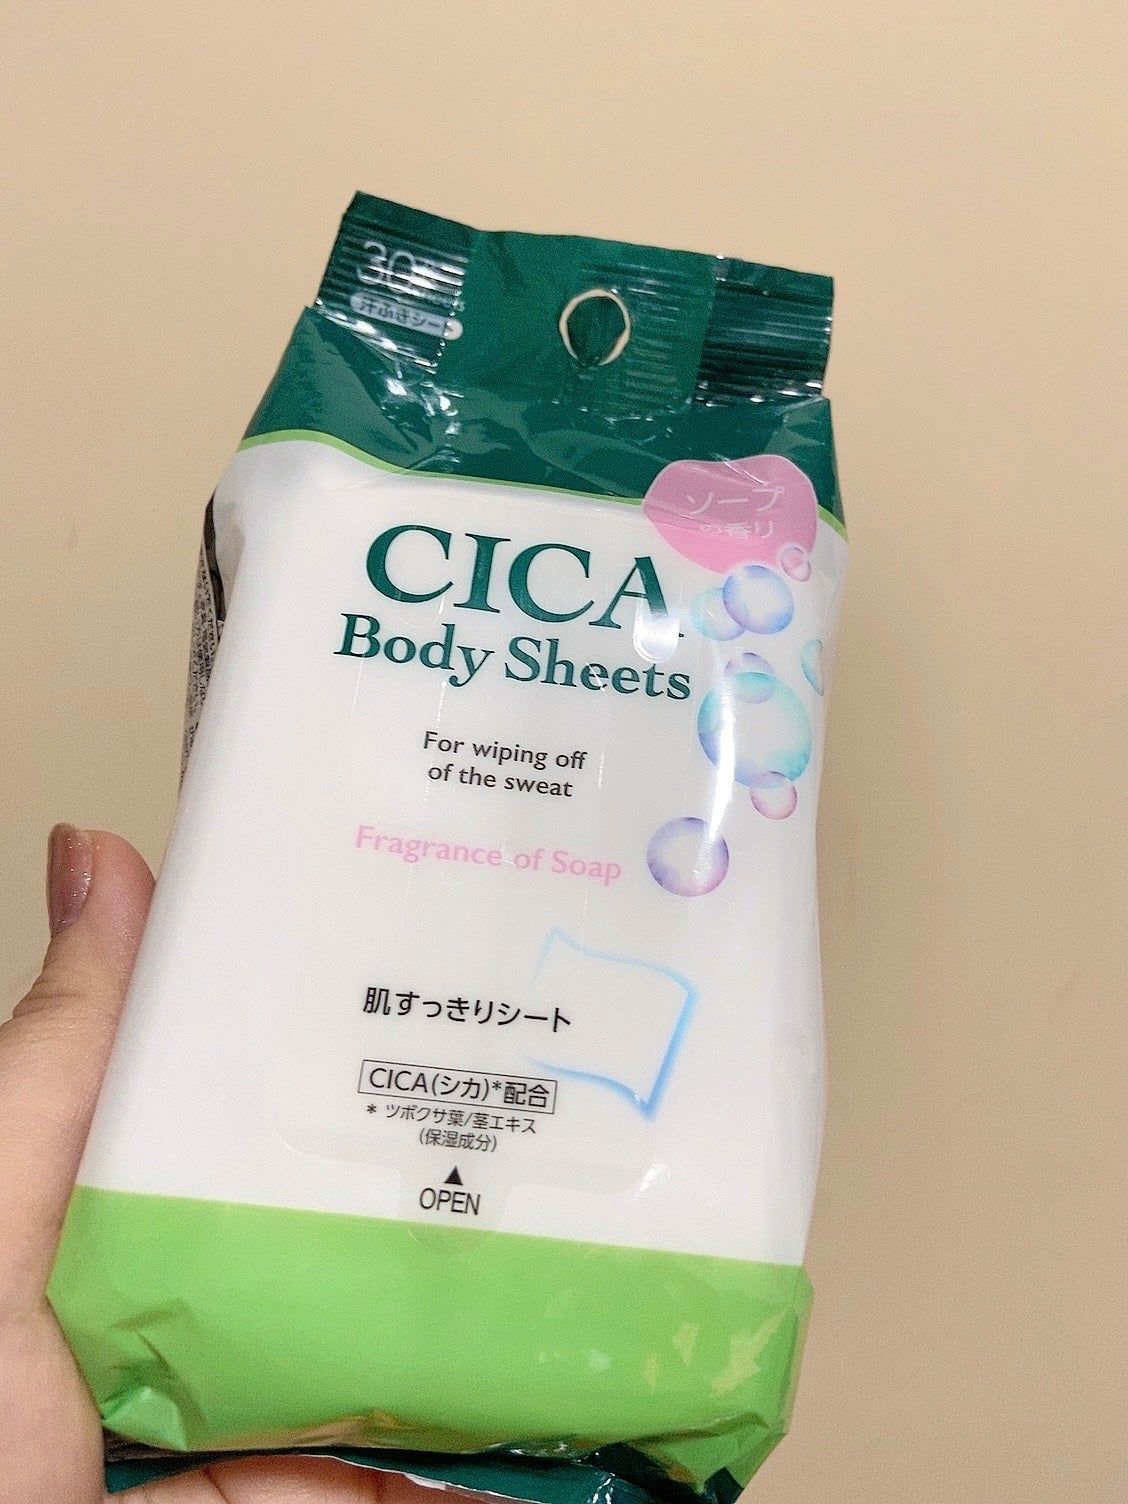 30
汗ふきシート
ソープ
の香り
CICA
Body Sheets
For wiping off
of the sweat
Fragrance of Soap
肌すっきりシート
CICA(シカ)*配合
* ツボクサ葉/茎エキス
(保湿成分)
▲
OPEN